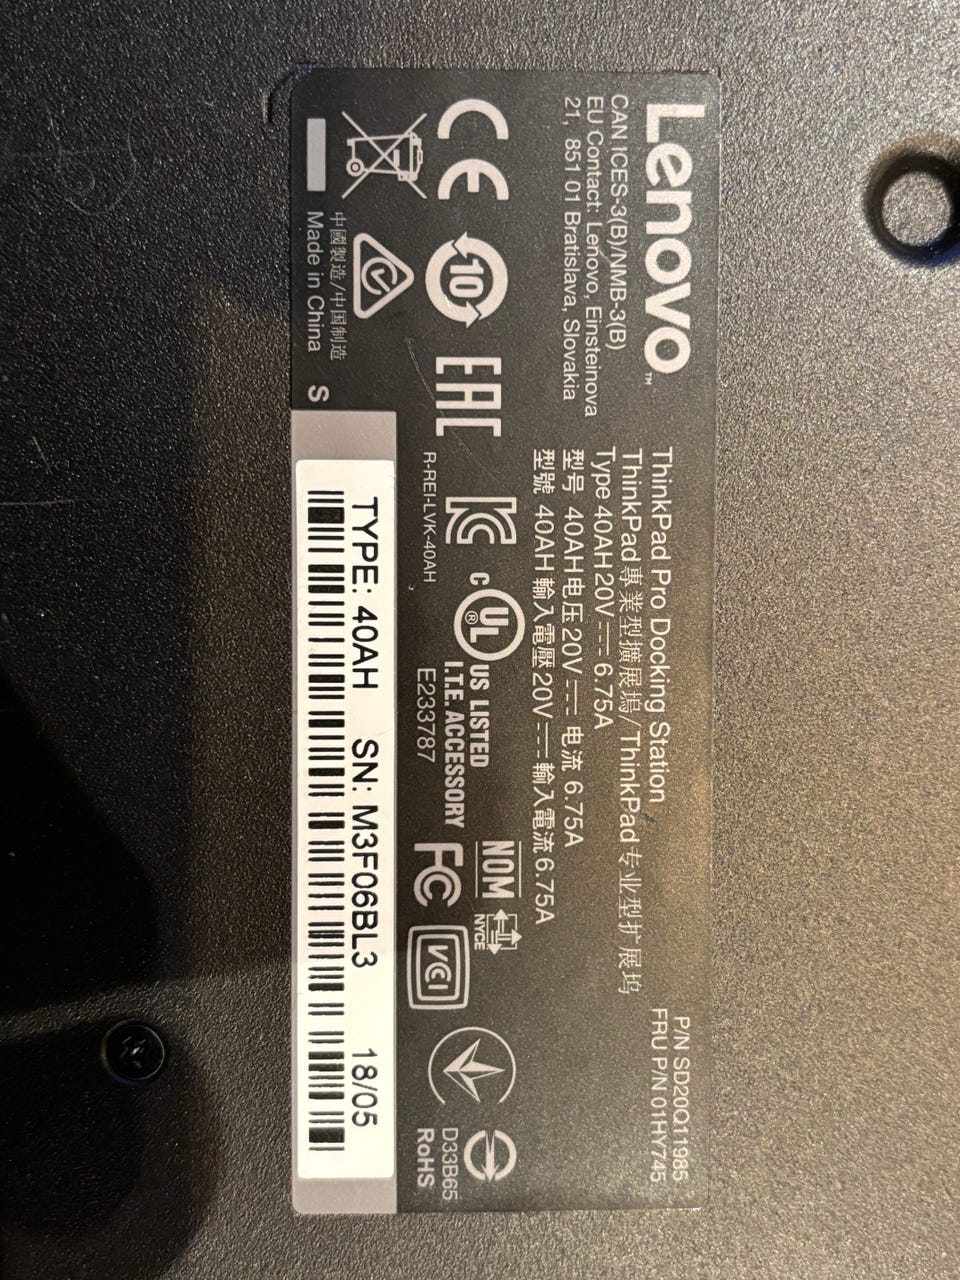 Lenovo™
CAN ICES-3(B)/NMB-3(B)
EU Contact: Lenovo, Einsteinova
21, 851 01 Bratislava, Slovakia
ThinkPad Pro Docking Station
ThinkPad專業型擴展塢/ThinkPad专业型扩展坞
Type 40AH 20V⎓6.75A
型号 40AH 电压 20V⎓电流 6.75A
型號 40AH 輸入電壓 20V⎓輸入電流 6.75A
P/N SD20Q11985
FRU P/N 01HY745
CE
10
EAC
R-REI-LVK-40AH
KC
c UL ® US LISTED
I.T.E. ACCESSORY
E233787
NOM
NYCE
FC
VCI
D33B65
RoHS
中國製造/中国制造
Made in China
S
TYPE: 40AH SN: M3F06BL3 18/05